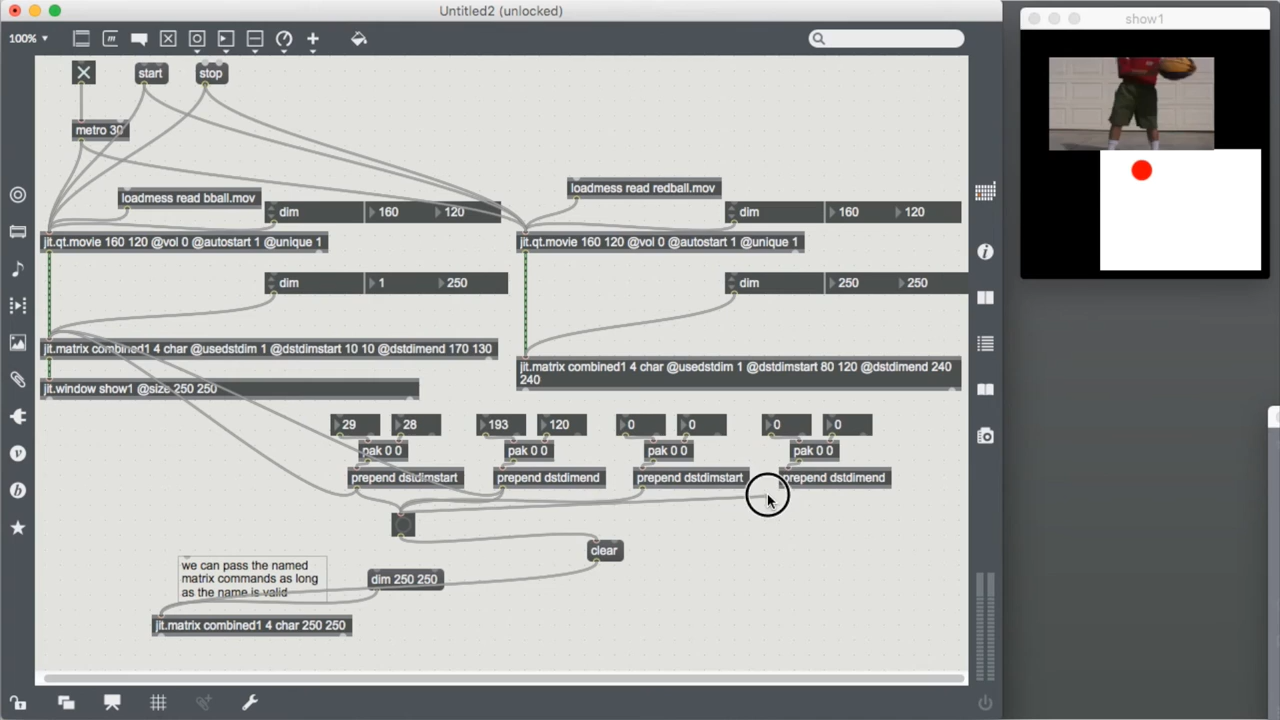 Untitled2 (unlocked)
show1
100%
start
stop
metro 30
loadmess read bball.mov
loadmess read redball.mov
dim 160 120
dim 160 120
jit.qt.movie 160 120 @vol 0 @autostart 1 @unique 1
jit.qt.movie 160 120 @vol 0 @autostart 1 @unique 1
dim 1 250
dim 250 250
jit.matrix combined1 4 char @usedstdim 1 @dstdimstart 10 10 @dstdimend 170 130
jit.matrix combined1 4 char @usedstdim 1 @dstdimstart 80 120 @dstdimend 240
240
jit.window show1 @size 250 250
29 28 193 120 0 0 0 0
pak 0 0 pak 0 0 pak 0 0 pak 0 0
prepend dstdimstart prepend dstdimend prepend dstdimstart prepend dstdimend
clear
we can pass the named
matrix commands as long
as the name is valid
dim 250 250
jit.matrix combined1 4 char 250 250